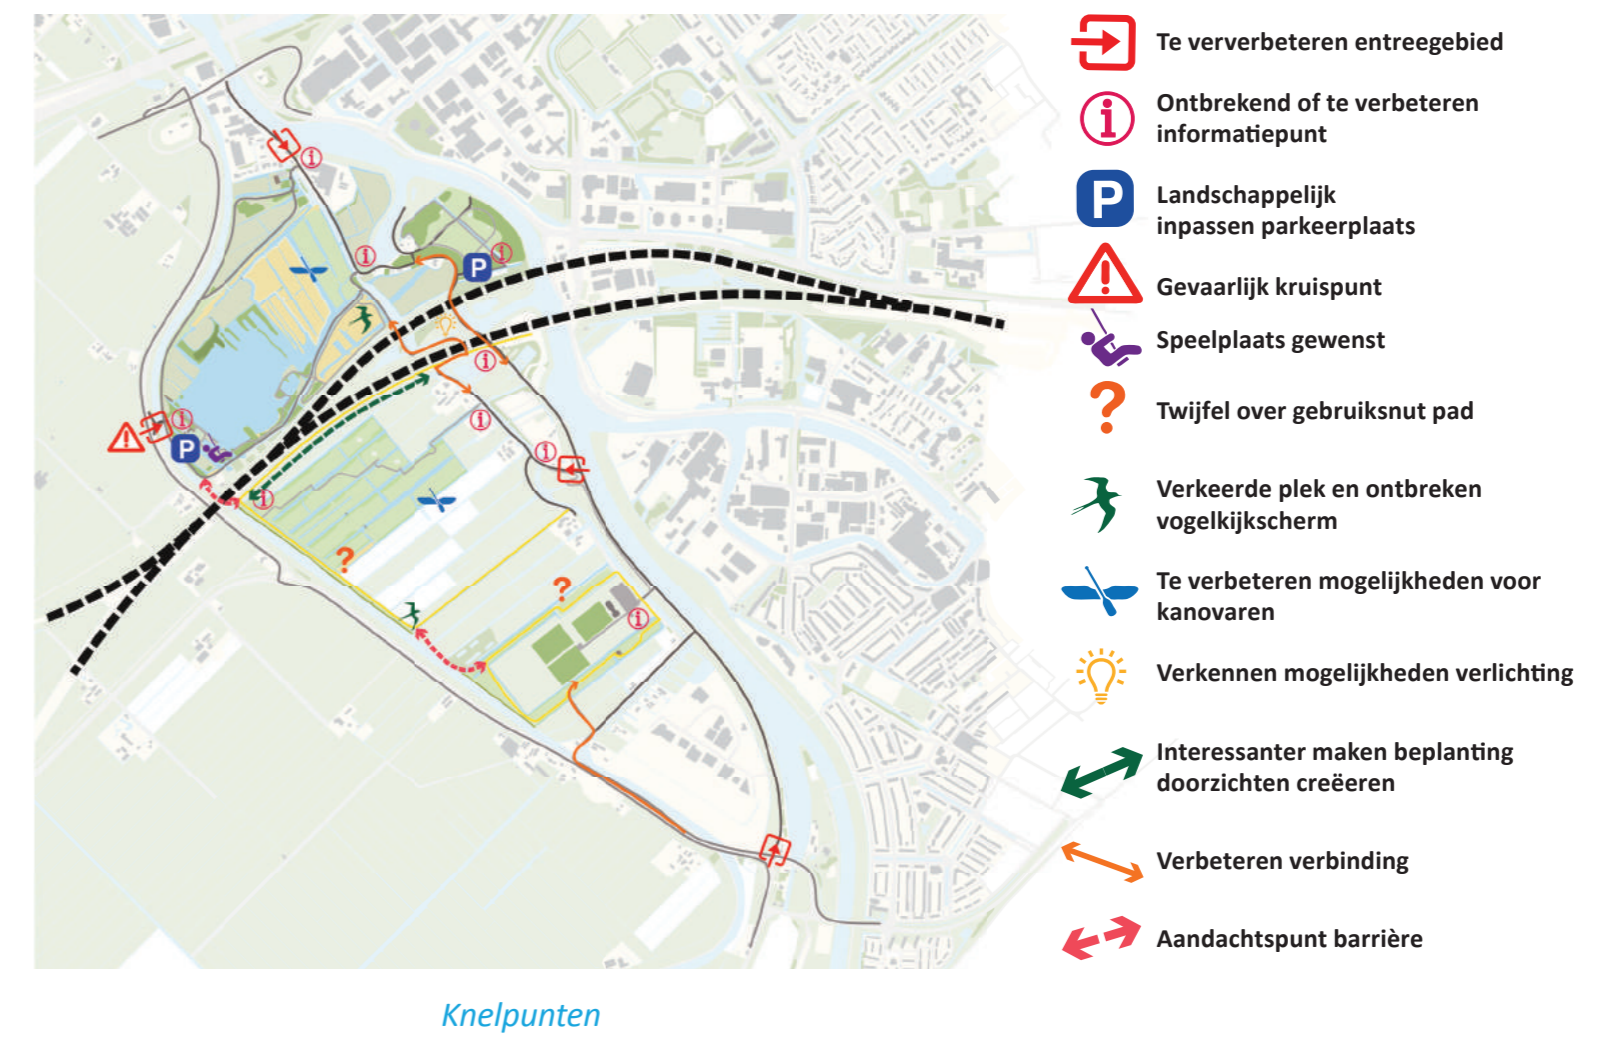 Te ververbeteren entreegebied
Ontbrekend of te verbeteren
informatiepunt
P
Landschappelijk
inpassen parkeerplaats
Gevaarlijk kruispunt
Speelplaats gewenst
?
Twijfel over gebruiksnut pad
Verkeerde plek en ontbreken
vogelkijkscherm
Te verbeteren mogelijkheden voor
kanovaren
Verkennen mogelijkheden verlichting
Interessanter maken beplanting
doorzichten creëeren
Verbeteren verbinding
Aandachtspunt barrière
P
P
?
?
Knelpunten